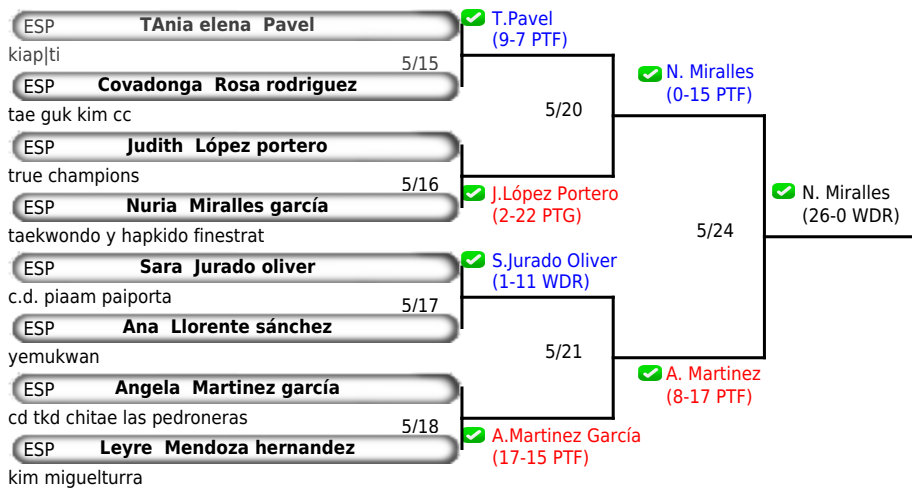 ESP TAnia elena Pavel
kiap|ti
5/15
ESP Covadonga Rosa rodriguez
tae guk kim cc
ESP Judith López portero
true champions
5/16
ESP Nuria Miralles garcía
taekwondo y hapkido finestrat
ESP Sara Jurado oliver
c.d. piaam paiporta
5/17
ESP Ana Llorente sánchez
yemukwan
ESP Angela Martinez garcía
cd tkd chitae las pedroneras
5/18
ESP Leyre Mendoza hernandez
kim miguelturra
T.Pavel
(9-7 PTF)
5/20
J.López Portero
(2-22 PTG)
S.Jurado Oliver
(1-11 WDR)
5/21
A.Martinez García
(17-15 PTF)
N. Miralles
(0-15 PTF)
5/24
A. Martinez
(8-17 PTF)
N. Miralles
(26-0 WDR)